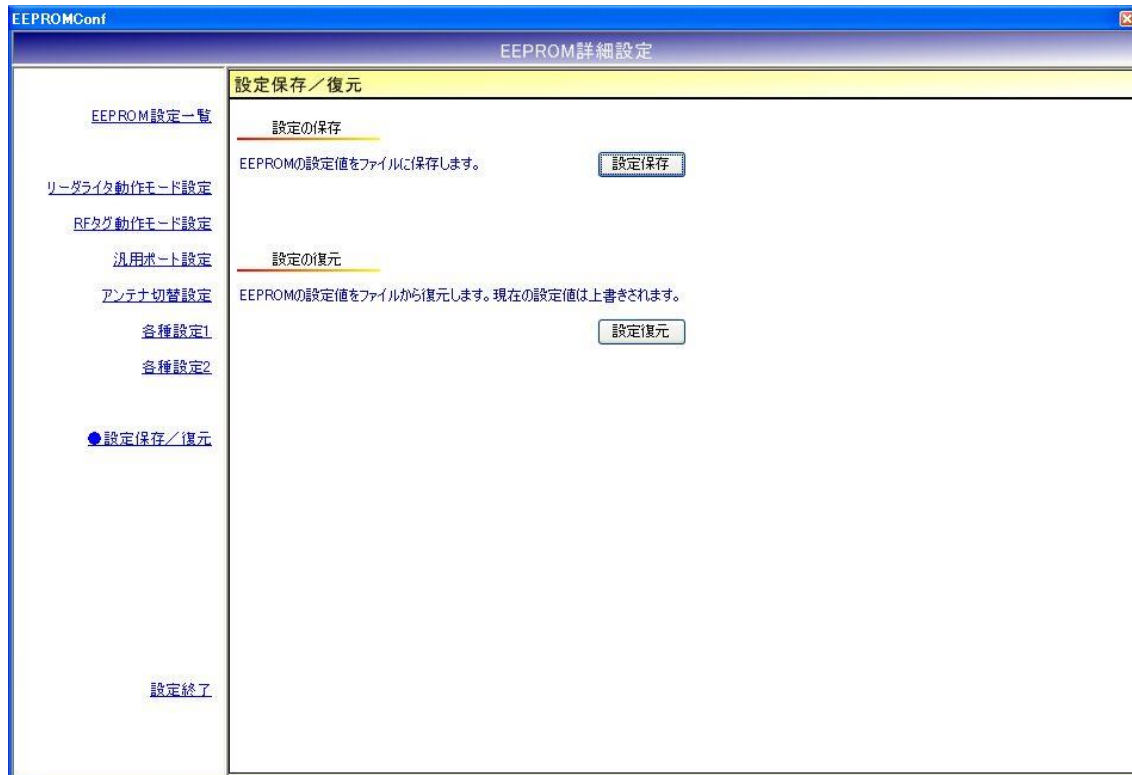 EEPROMConf
EEPROM詳細設定
EEPROM設定一覧
リーダライタ動作モード設定
RFタグ動作モード設定
汎用ポート設定
アンテナ切替設定
各種設定1
各種設定2
●設定保存／復元
設定終了
設定保存／復元
設定の保存
EEPROMの設定値をファイルに保存します。
設定保存
設定の復元
EEPROMの設定値をファイルから復元します。現在の設定値は上書きされます。
設定復元